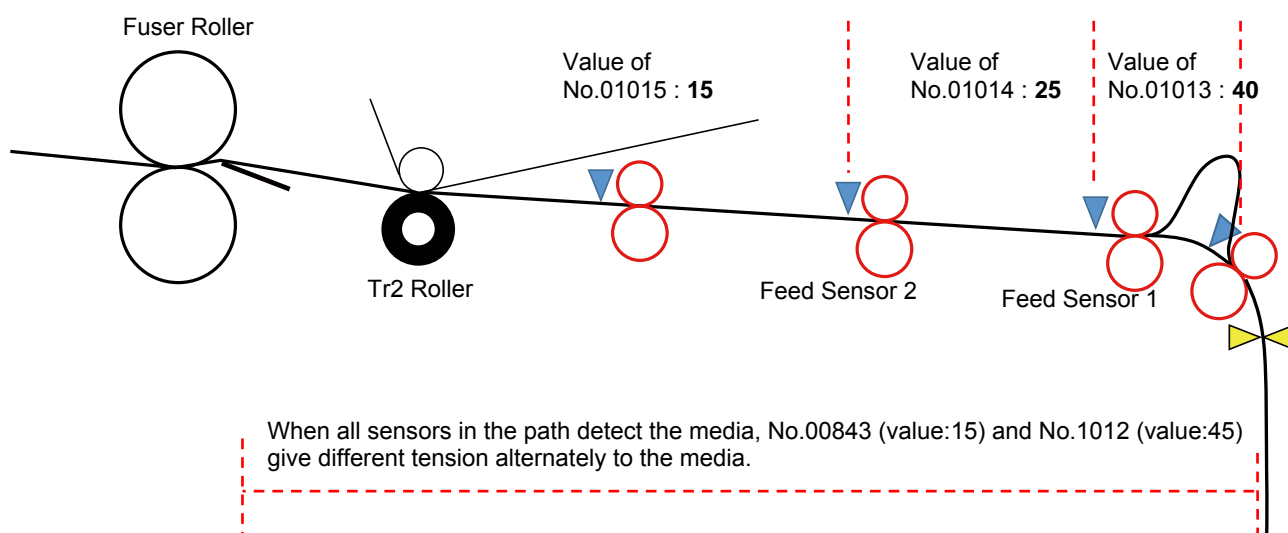 Fuser Roller
Value of
No.01015 : 15
Value of
No.01014 : 25
Value of
No.01013 : 40
Tr2 Roller
Feed Sensor 2
Feed Sensor 1
When all sensors in the path detect the media, No.00843 (value:15) and No.1012 (value:45)
give different tension alternately to the media.